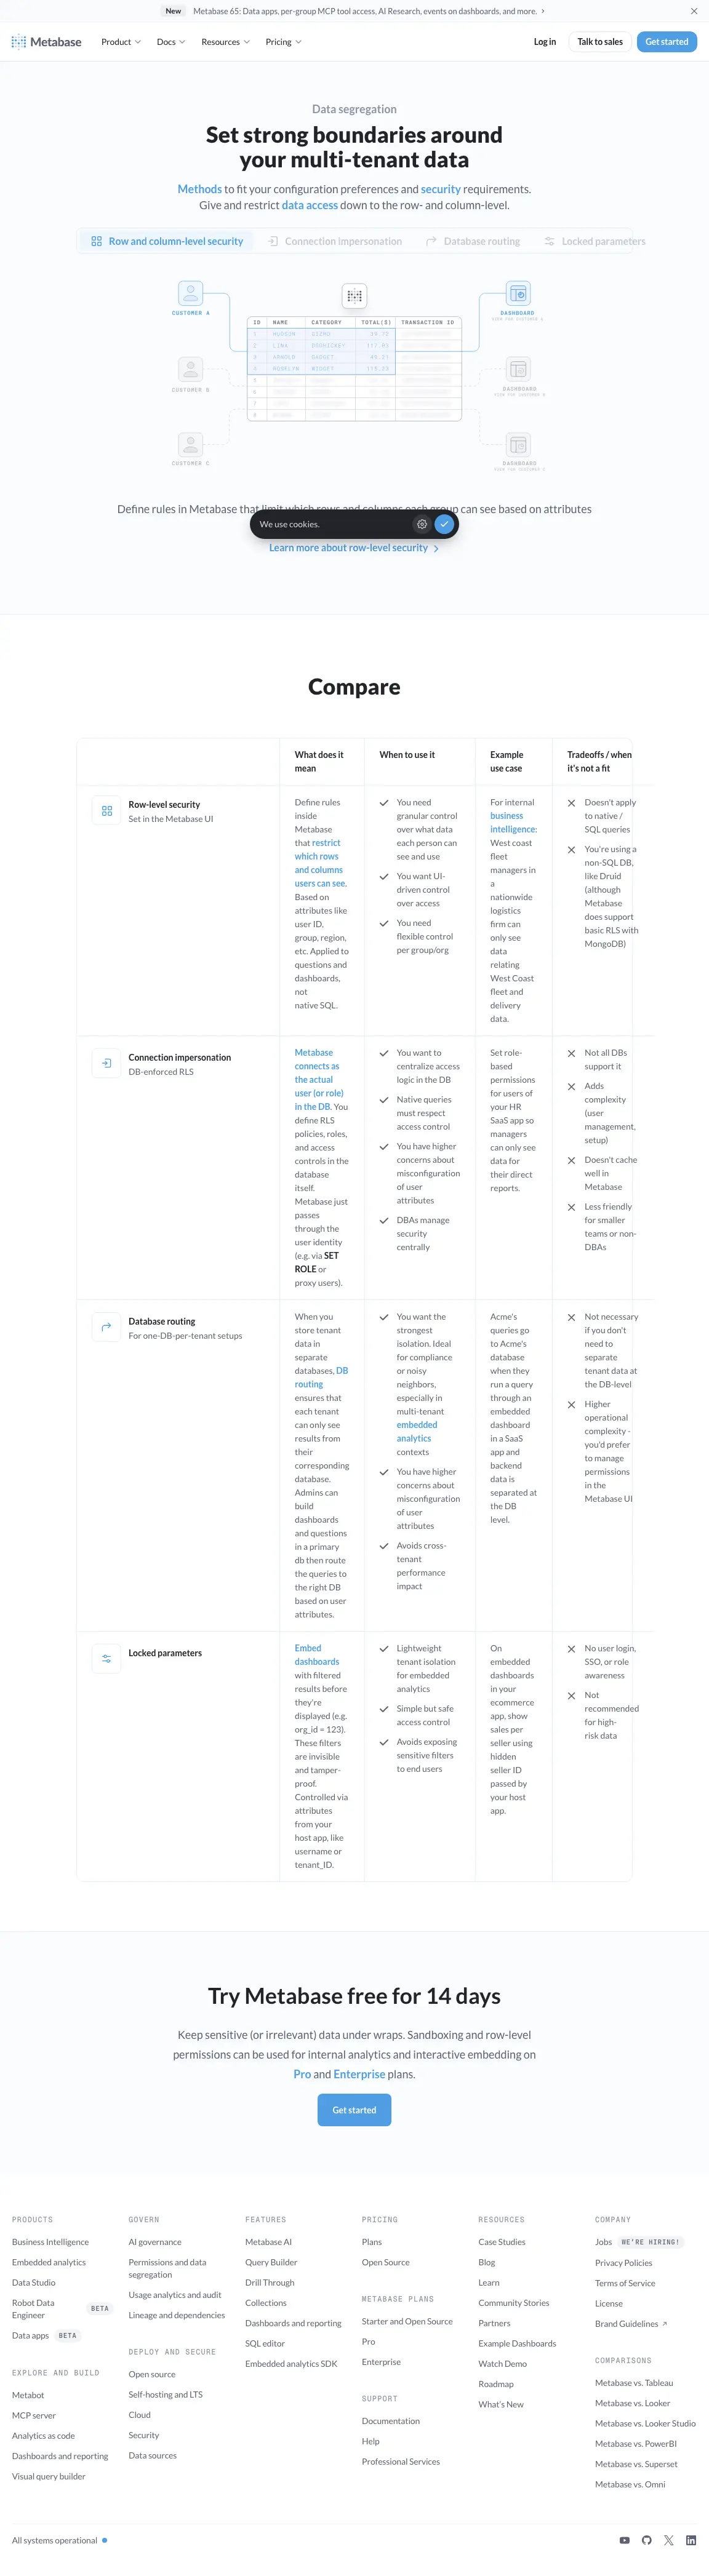 New Metabase 65: Data apps, per-group MCP tool access, AI Research, events on dashboards, and more.
Metabase
Product
Docs
Resources
Pricing
Log in
Talk to sales
Get started
Data segregation
Set strong boundaries around
your multi-tenant data
Methods to fit your configuration preferences and security requirements.
Give and restrict data access down to the row- and column-level.
Row and column-level security
Connection impersonation
Database routing
Locked parameters
CUSTOMER A
CUSTOMER B
CUSTOMER C
ID NAME CATEGORY TOTAL($) TRANSACTION ID
1 HUDSON GIZMO
2 LINA DOOHICKEY
3 ARNOLD GADGET
4 ROMALYN WIDGET
5
6
7
8
DASHBOARD
VIEW FOR CUSTOMER A
DASHBOARD
VIEW FOR CUSTOMER B
DASHBOARD
VIEW FOR CUSTOMER C
Define rules in Metabase that limit which rows and columns each group can see based on attributes
We use cookies.
Learn more about row-level security
Compare
What does it
mean
When to use it
Example
use case
Tradeoffs / when
it's not a fit
Row-level security
Set in the Metabase UI
Define rules
inside
Metabase
that restrict
which rows
and columns
users can see.
Based on
attributes like
user ID,
group, region,
etc. Applied to
questions and
dashboards,
not
native SQL.
You need
granular control
over what data
each person can
see and use
You want UI-
driven control
over access
You need
flexible control
per group/org
For internal
business
intelligence:
West coast
fleet
managers in
a
nationwide
logistics
firm can
only see
data
relating
West Coast
fleet and
delivery
data.
Doesn't apply
to native /
SQL queries
You're using a
non-SQL DB,
like Druid
(although
Metabase
does support
basic RLS with
MongoDB)
Connection impersonation
DB-enforced RLS
Metabase
connects as
the actual
user (or role)
in the DB. You
define RLS
policies, roles,
and access
controls in the
database
itself.
Metabase just
passes
through the
user identity
(e.g. via SET
ROLE or
proxy users).
You want to
centralize access
logic in the DB
Native queries
must respect
access control
You have higher
concerns about
misconfiguration
of user
attributes
DBAs manage
security
centrally
Set role-
based
permissions
for users of
your HR
SaaS app so
managers
can only see
data for
their direct
reports.
Not all DBs
support it
Adds
complexity
(user
management,
setup)
Doesn't cache
well in
Metabase
Less friendly
for smaller
teams or non-
DBAs
Database routing
For one-DB-per-tenant setups
When you
store tenant
data in
separate
databases, DB
routing
ensures that
each tenant
can only see
results from
their
corresponding
database.
Admins can
build
dashboards
and questions
in a primary
db then route
the queries to
the right DB
based on user
attributes.
You want the
strongest
isolation. Ideal
for compliance
or noisy
neighbors,
especially in
multi-tenant
embedded
analytics
contexts
You have higher
concerns about
misconfiguration
of user
attributes
Avoids cross-
tenant
performance
impact
Acme's
queries go
to Acme's
database
when they
run a query
through an
embedded
dashboard
in a SaaS
app and
backend
data is
separated at
the DB
level.
Not necessary
if you don't
need to
separate
tenant data at
the DB-level
Higher
operational
complexity -
you'd prefer
to manage
permissions
in the
Metabase UI
Locked parameters
Embed
dashboards
with filtered
results before
they're
displayed (e.g.
org_id = 123).
These filters
are invisible
and tamper-
proof.
Controlled via
attributes
from your
host app, like
username or
tenant_ID.
Lightweight
tenant isolation
for embedded
analytics
Simple but safe
access control
Avoids exposing
sensitive filters
to end users
On
embedded
dashboards
in your
ecommerce
app, show
sales per
seller using
hidden
seller ID
passed by
your host
app.
No user login,
SSO, or role
awareness
Not
recommended
for high-
risk data
Try Metabase free for 14 days
Keep sensitive (or irrelevant) data under wraps. Sandboxing and row-level
permissions can be used for internal analytics and interactive embedding on
Pro and Enterprise plans.
Get started
PRODUCTS
Business Intelligence
Embedded analytics
Data Studio
Robot Data
Engineer
BETA
Data apps BETA
EXPLORE AND BUILD
Metabot
MCP server
Analytics as code
Dashboards and reporting
Visual query builder
GOVERN
AI governance
Permissions and data
segregation
Usage analytics and audit
Lineage and dependencies
DEPLOY AND SECURE
Open source
Self-hosting and LTS
Cloud
Security
Data sources
FEATURES
Metabase AI
Query Builder
Drill Through
Collections
Dashboards and reporting
SQL editor
Embedded analytics SDK
PRICING
Plans
Open Source
METABASE PLANS
Starter and Open Source
Pro
Enterprise
SUPPORT
Documentation
Help
Professional Services
RESOURCES
Case Studies
Blog
Learn
Community Stories
Partners
Example Dashboards
Watch Demo
Roadmap
What's New
COMPANY
Jobs WE'RE HIRING!
Privacy Policies
Terms of Service
License
Brand Guidelines
COMPARISONS
Metabase vs. Tableau
Metabase vs. Looker
Metabase vs. Looker Studio
Metabase vs. PowerBI
Metabase vs. Superset
Metabase vs. Omni
All systems operational